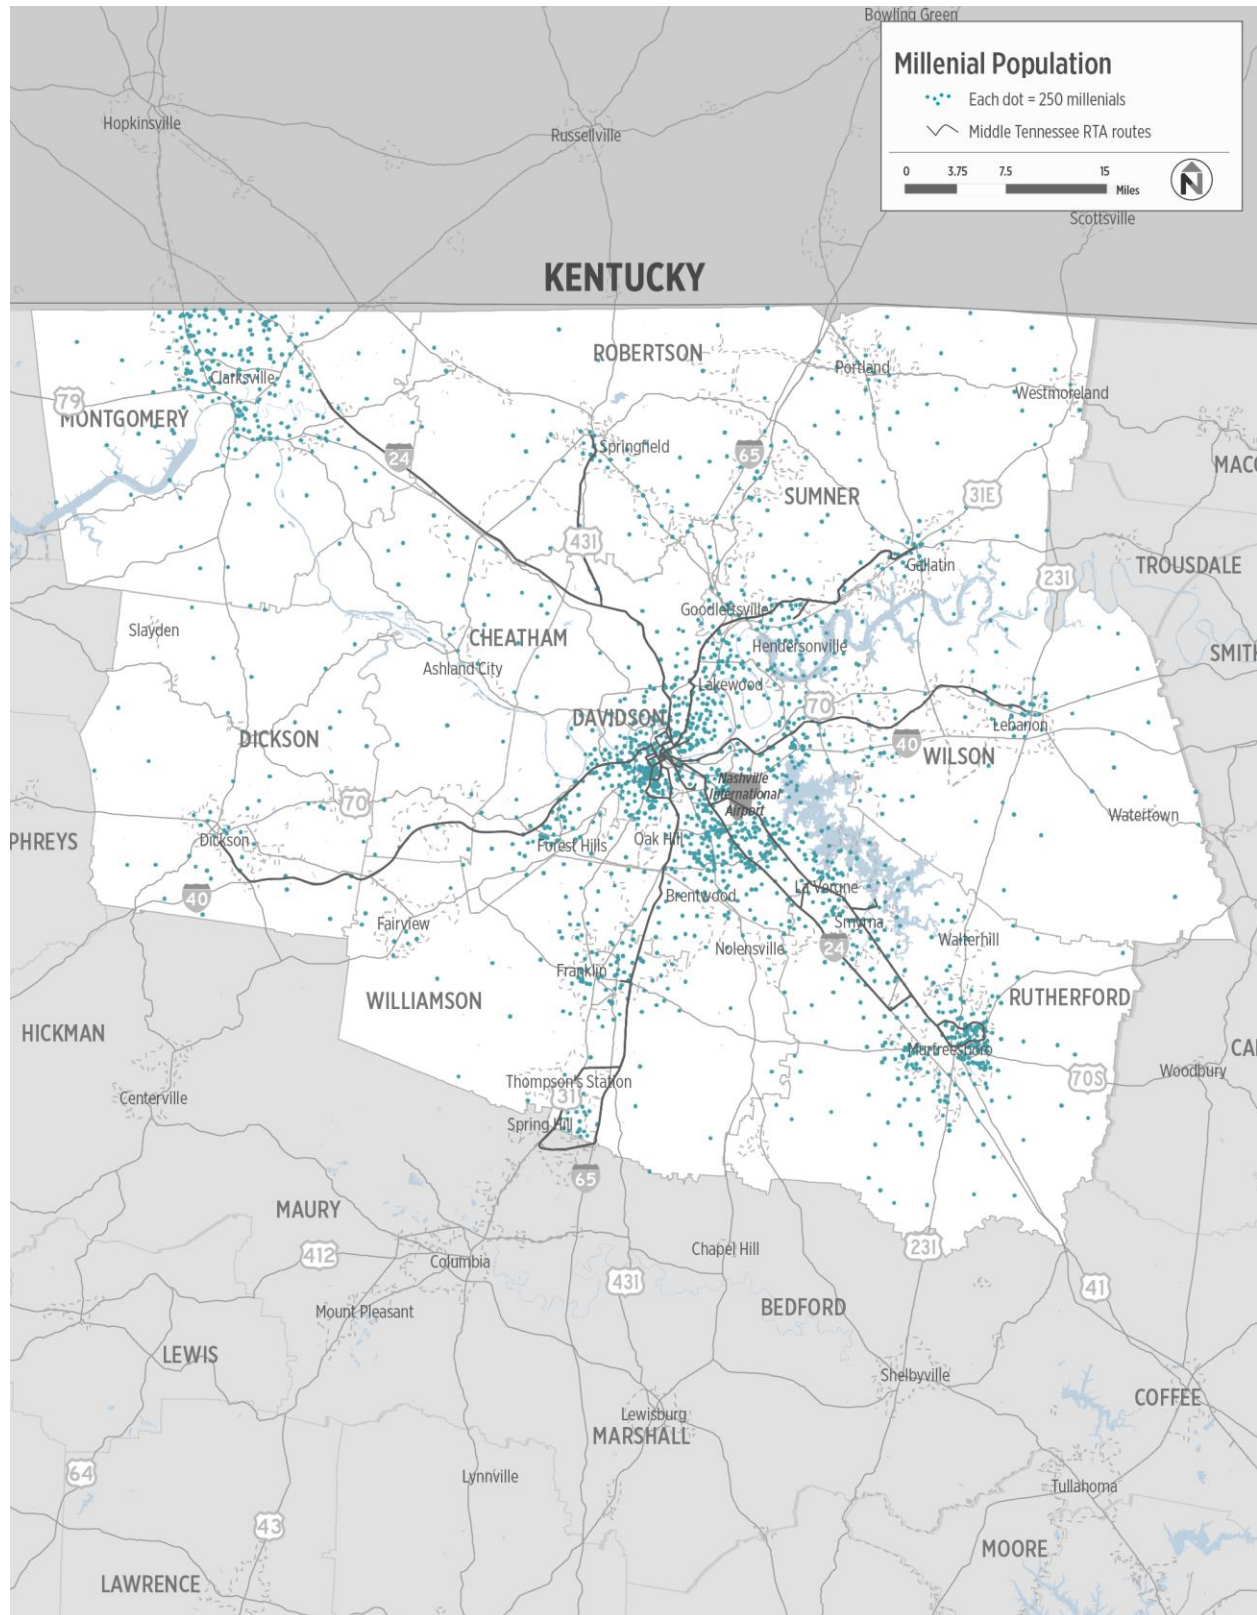 Bowling Green
Millenial Population
Each dot = 250 millenials
Middle Tennessee RTA routes
0 3.75 7.5 15
Miles
N
Hopkinsville
Russellville
Scottsville
KENTUCKY
ROBERTSON
Portland
Clarksville
Westmoreland
79
MONTGOMERY
Springfield
65
24
MACO
SUMNER
31E
431
Gallatin
TROUSDALE
231
Goodlettsville
Slayden
CHEATHAM
Hendersonville
SMITH
Ashland City
Lakewood
70
DAVIDSON
Lebanon
DICKSON
40
WILSON
Nashville
International
Airport
70
Watertown
PHREYS
Dickson
Forest Hills
Oak Hill
La Vergne
40
Brentwood
Fairview
Smyrna
Nolensville
24
Walterhill
Franklin
WILLIAMSON
RUTHERFORD
HICKMAN
Murfreesboro
CAN
Woodbury
Thompson's Station
70S
Centerville
31
Spring Hill
65
MAURY
412
Columbia
Chapel Hill
231
431
41
Mount Pleasant
BEDFORD
LEWIS
Shelbyville
COFFEE
Lewisburg
MARSHALL
64
Lynnville
Tullahoma
43
MOORE
LAWRENCE